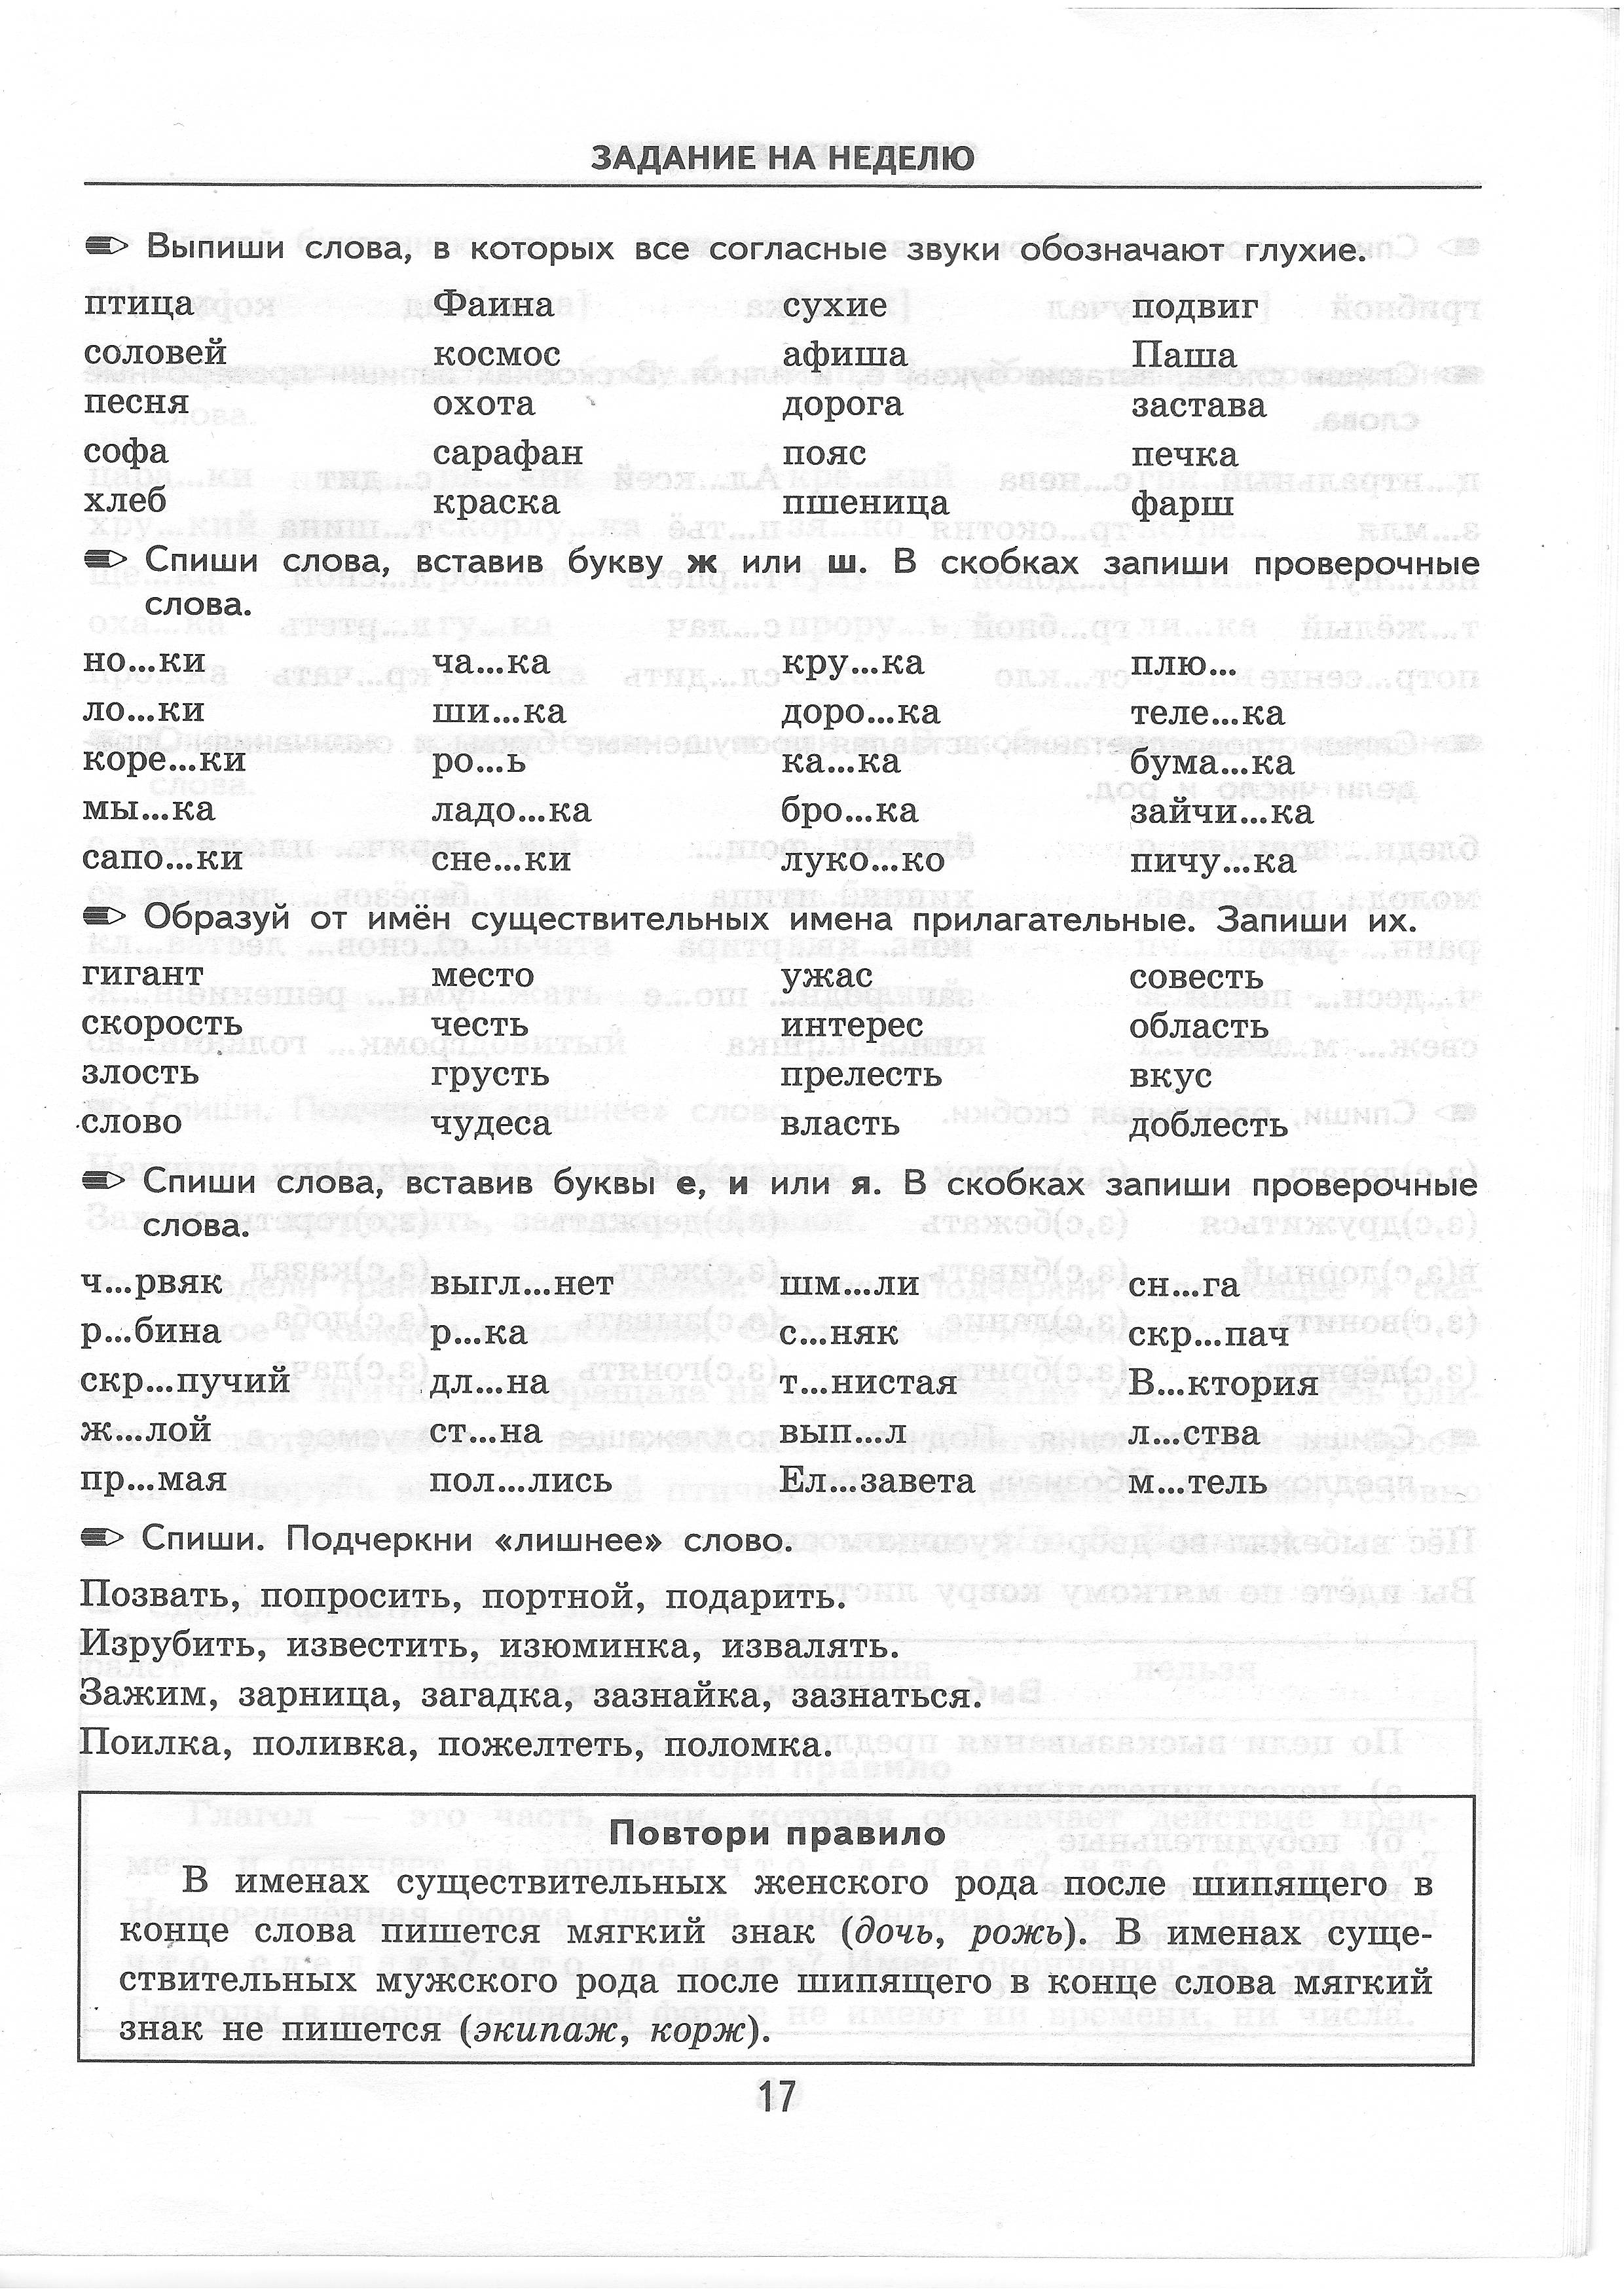 ЗАДАНИЕ НА НЕДЕЛЮ
Выпиши слова, в которых все согласные звуки обозначают глухие.
птица Фаина сухие подвиг
соловей космос афиша Паша
песня охота дорога застава
софа сарафан пояс печка
хлеб краска пшеница фарш
Спиши слова, вставив букву ж или ш. В скобках запиши проверочные
слова.
но...ки ча...ка кру...ка плю...
ло...ки ши...ка доро...ка теле...ка
коре...ки ро...ь ка...ка бума...ка
мы...ка ладо...ка бро...ка зайчи...ка
сапо...ки сне...ки луко...ко пичу...ка
Образуй от имён существительных имена прилагательные. Запиши их.
гигант место ужас совесть
скорость честь интерес область
злость грусть прелесть вкус
слово чудеса власть доблесть
Спиши слова, вставив буквы е, и или я. В скобках запиши проверочные
слова.
ч...рвяк выгл...нет шм...ли сн...га
р...бина р...ка с...няк скр...пач
скр...пучий дл...на т...нистая В...ктория
ж...лой ст...на вып...л л...ства
пр...мая пол...лись Ел...завета м...тель
Спиши. Подчеркни «лишнее» слово.
Позвать, попросить, портной, подарить.
Изрубить, известить, изюминка, извалять.
Зажим, зарница, загадка, зазнайка, зазнаться.
Поилка, поливка, пожелтеть, поломка.
Повтори правило
В именах существительных женского рода после шипящего в
конце слова пишется мягкий знак (дочь, рожь). В именах суще-
ствительных мужского рода после шипящего в конце слова мягкий
знак не пишется (экипаж, корж).
17